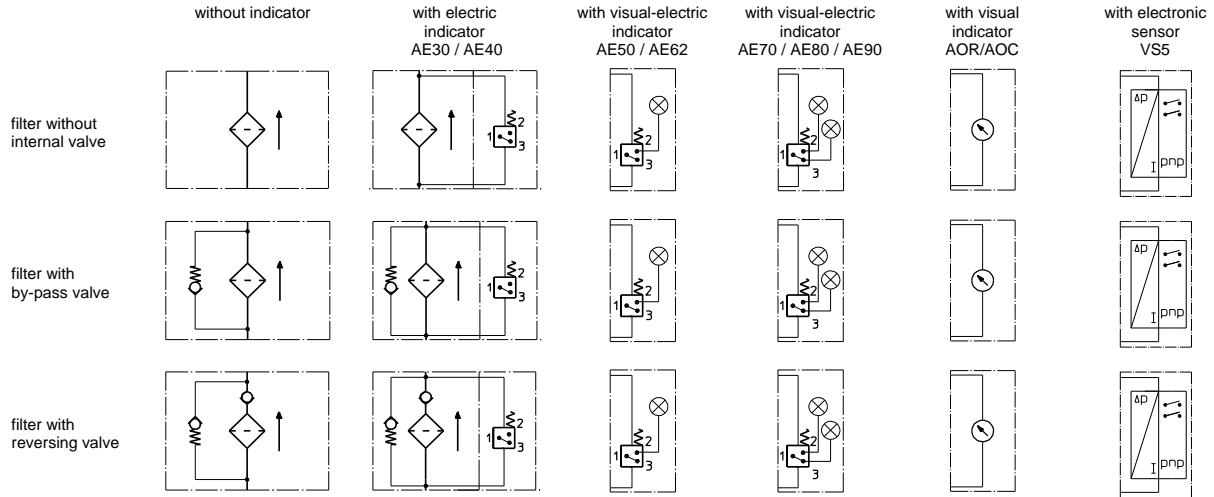 without indicator
with electric
indicator
AE30 / AE40
with visual-electric
indicator
AE50 / AE62
with visual-electric
indicator
AE70 / AE80 / AE90
with visual
indicator
AOR/AOC
with electronic
sensor
VS5
filter without
internal valve
1 2 3
1 2 3
1 2 3
Δp
I pnp
filter with
by-pass valve
1 2 3
1 2 3
1 2 3
Δp
I pnp
filter with
reversing valve
1 2 3
1 2 3
1 2 3
Δp
I pnp